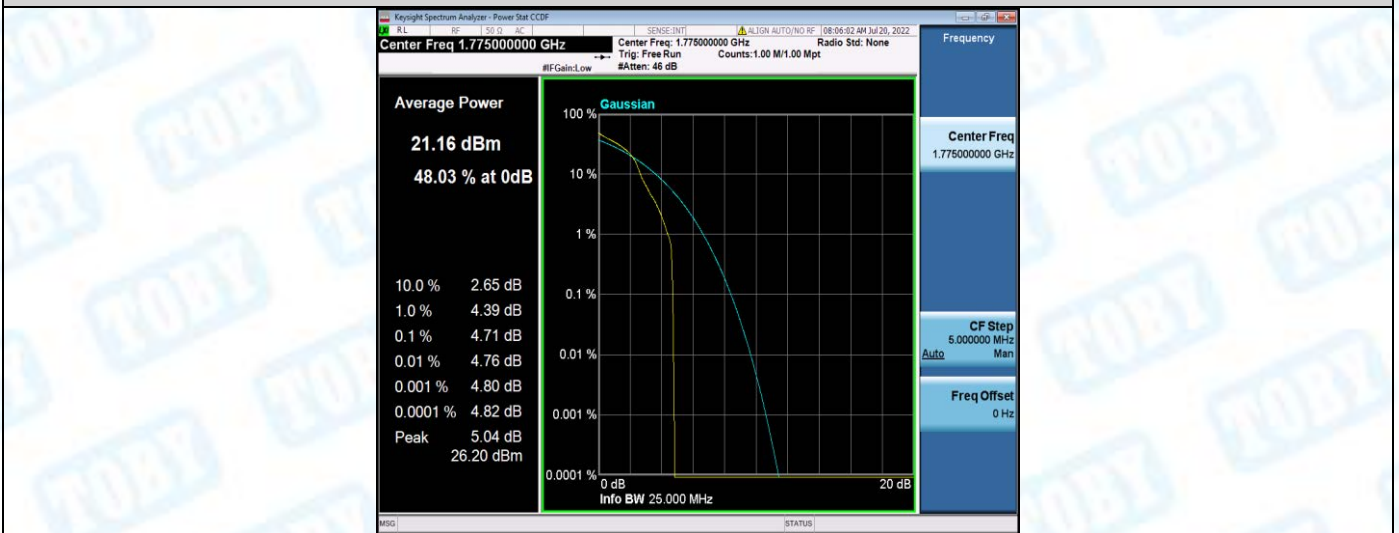 Keysight Spectrum Analyzer - Power Stat CCDF
RL RF 50 Ω AC SENSE:INT ALIGN AUTO/NO RF 08:06:02 AM Jul 20, 2022
Center Freq 1.775000000 GHz
Center Freq: 1.775000000 GHz Radio Std: None
Trig: Free Run Counts:1.00 M/1.00 Mpt
#IFGain:Low #Atten: 46 dB
Frequency
Average Power
21.16 dBm
48.03 % at 0dB
10.0 % 2.65 dB
1.0 % 4.39 dB
0.1 % 4.71 dB
0.01 % 4.76 dB
0.001 % 4.80 dB
0.0001 % 4.82 dB
Peak 5.04 dB
26.20 dBm
Gaussian
100 %
10 %
1 %
0.1 %
0.01 %
0.001 %
0.0001 %
0 dB 20 dB
Info BW 25.000 MHz
Center Freq
1.775000000 GHz
CF Step
5.000000 MHz
Auto Man
Freq Offset
0 Hz
MSG STATUS
TOBY
TOBY
TOBY
TOBY
TOBY
TOBY
TOBY